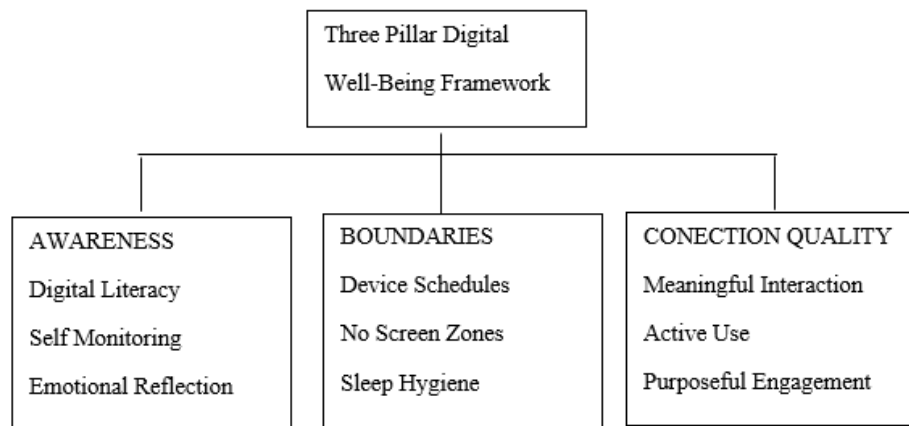 Three Pillar Digital
Well-Being Framework
AWARENESS
Digital Literacy
Self Monitoring
Emotional Reflection
BOUNDARIES
Device Schedules
No Screen Zones
Sleep Hygiene
CONECTION QUALITY
Meaningful Interaction
Active Use
Purposeful Engagement